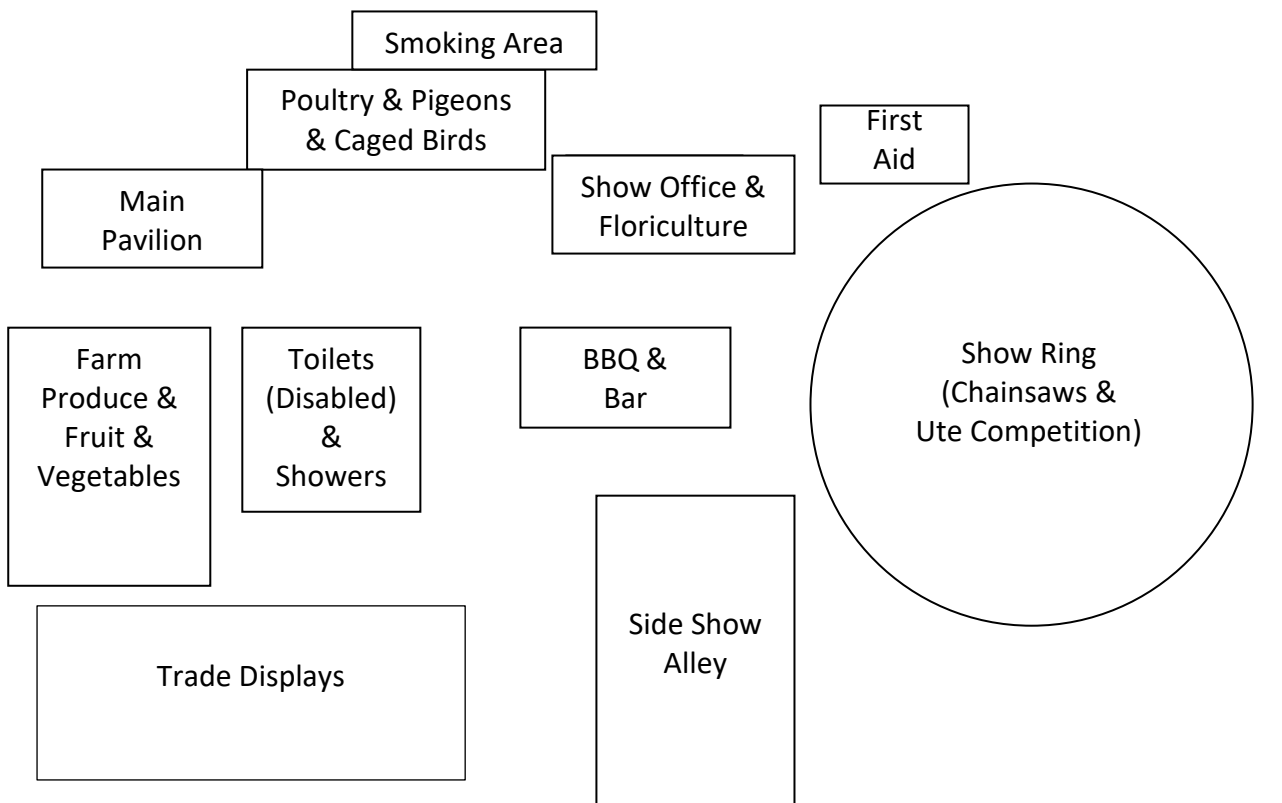 Smoking Area
Poultry & Pigeons
& Caged Birds
First
Aid
Main
Pavilion
Show Office &
Floriculture
Farm
Produce &
Fruit &
Vegetables
Toilets
(Disabled)
&
Showers
BBQ &
Bar
Show Ring
(Chainsaws &
Ute Competition)
Trade Displays
Side Show
Alley